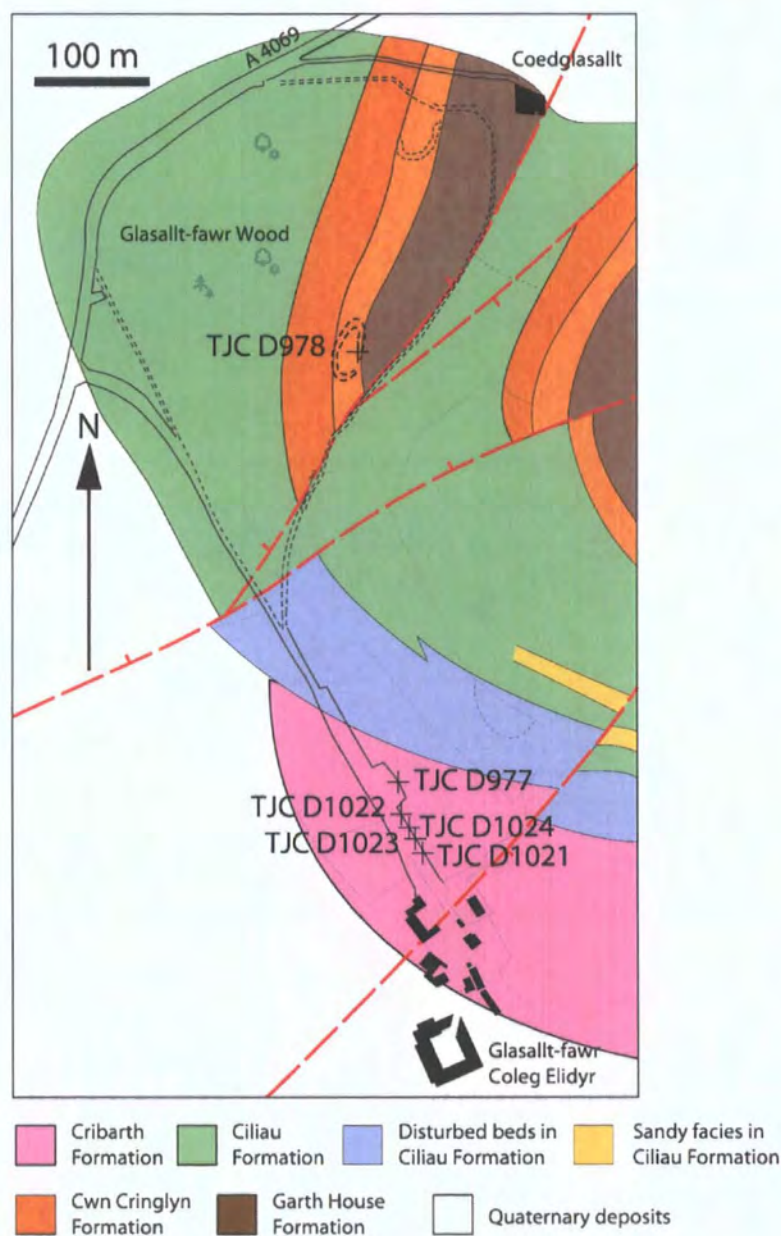 100 m
A 4069
Coedglasallt
Glasallt-fawr Wood
TJC D978
N
TJC D977
TJC D1022
TJC D1024
TJC D1023
TJC D1021
Glasallt-fawr
Coleg Elidyr
Cribarth
Formation
Ciliau
Formation
Disturbed beds in
Ciliau Formation
Sandy facies in
Ciliau Formation
Cwn Cringlyn
Formation
Garth House
Formation
Quaternary deposits